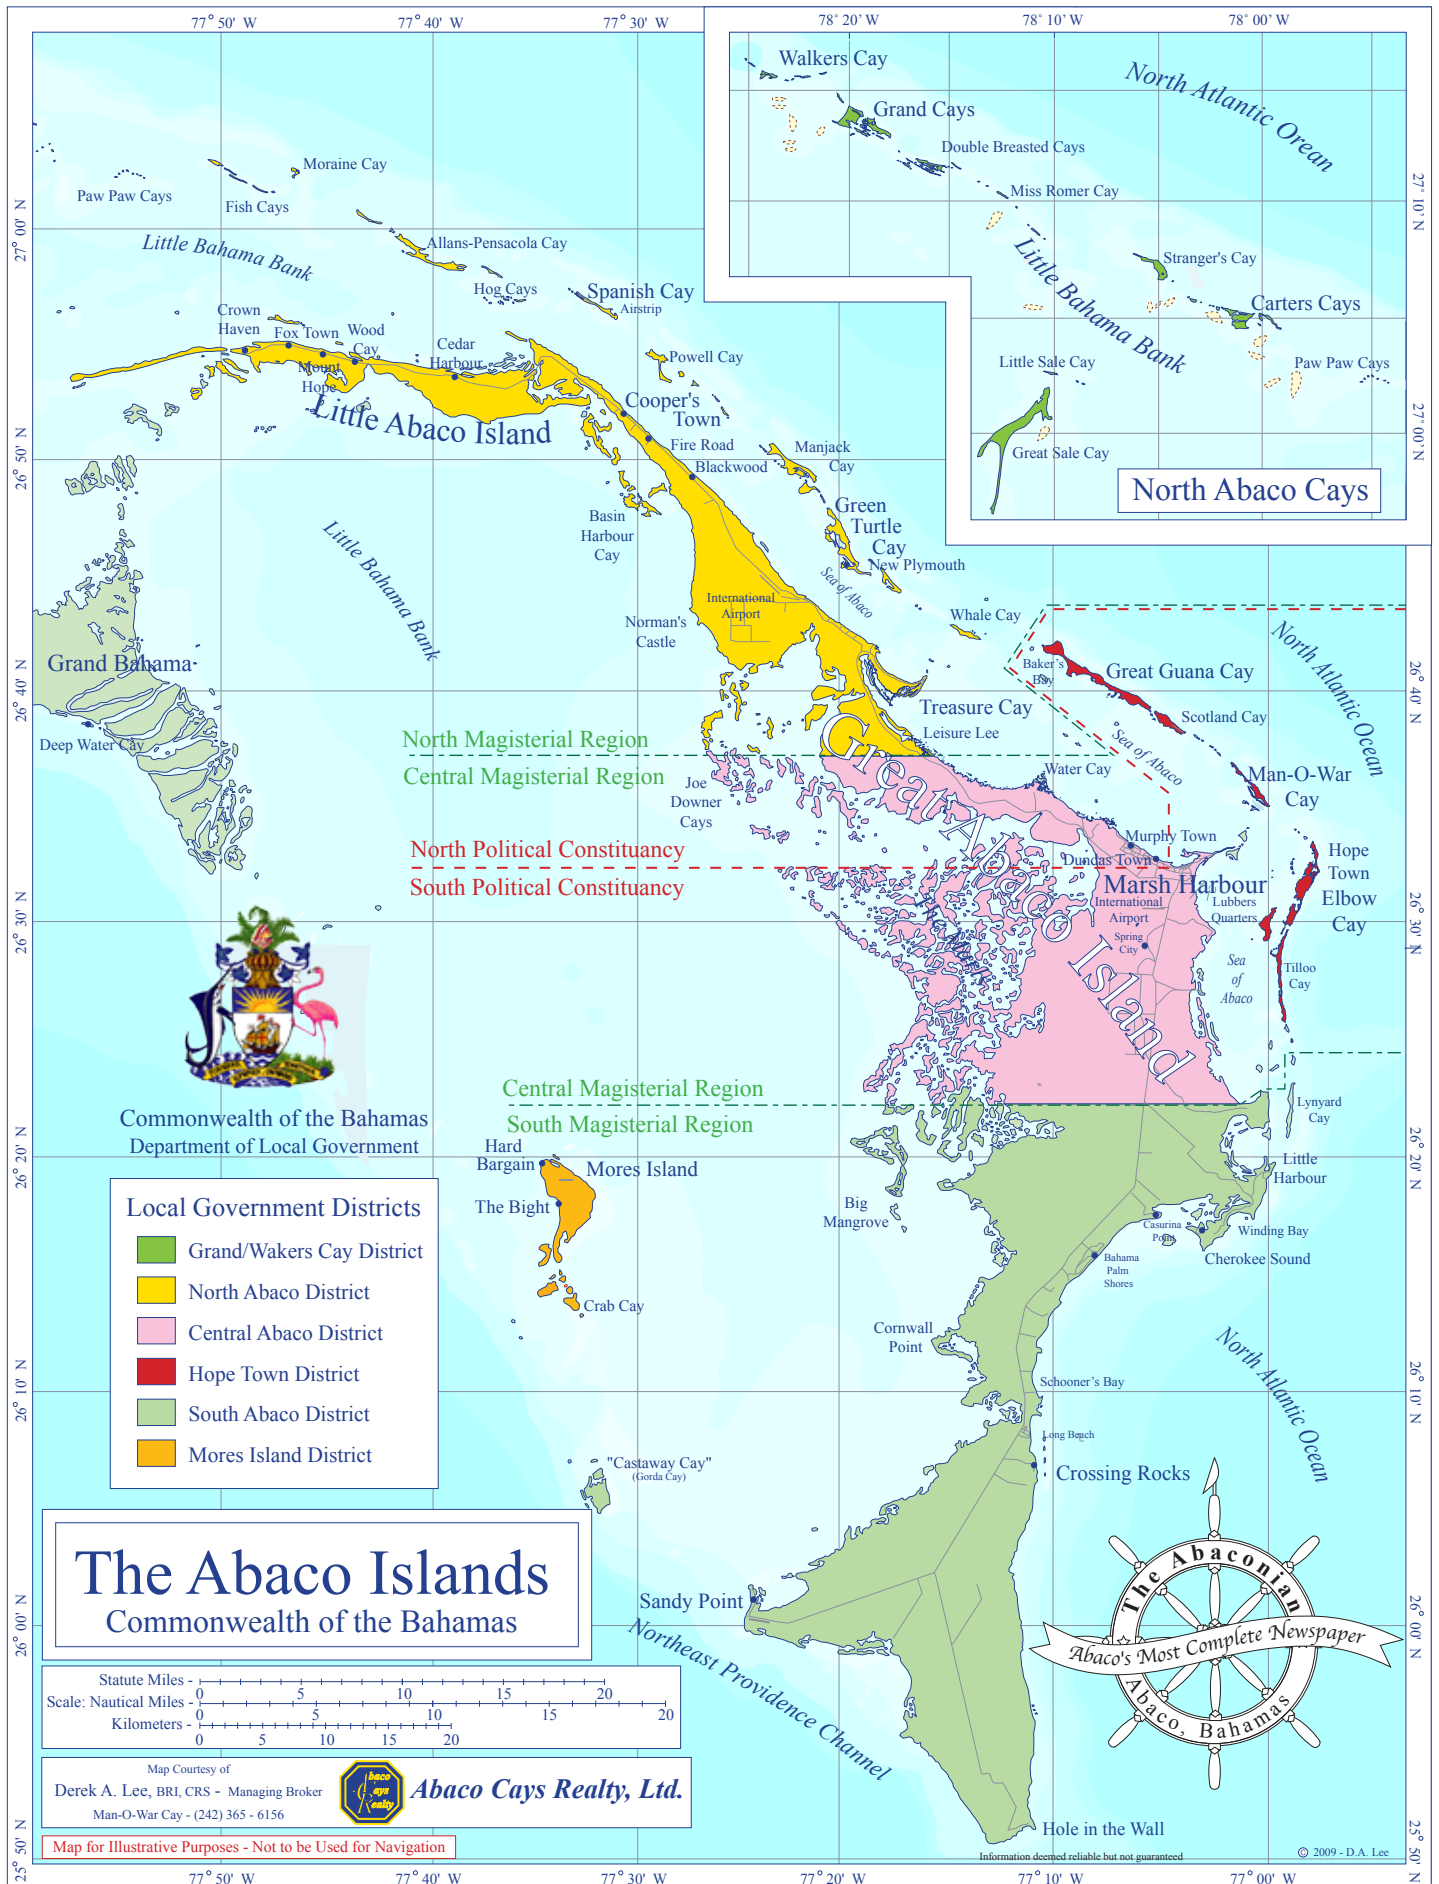 77° 50' W
77° 40' W
77° 30' W
78° 20' W
78° 10' W
78° 00' W
Walkers Cay
Grand Cays
Double Breasted Cays
Miss Romer Cay
North Atlantic Orean
Little Bahama Bank
Stranger's Cay
Carters Cays
Little Sale Cay
Paw Paw Cays
Great Sale Cay
North Abaco Cays
27° 10' N
27° 00' N
27° 00' N
26° 50' N
26° 40' N
26° 30' N
26° 20' N
26° 10' N
26° 00' N
25° 50' N
Moraine Cay
Paw Paw Cays
Fish Cays
Little Bahama Bank
Allans-Pensacola Cay
Hog Cays
Spanish Cay
Airstrip
Crown
Haven
Fox Town
Wood
Cay
Mount
Hope
Cedar
Harbour
Powell Cay
Little Abaco Island
Cooper's
Town
Fire Road
Blackwood
Manjack
Cay
Green
Turtle
Cay
New Plymouth
Basin
Harbour
Cay
Little Bahama Bank
Sea of Abaco
International
Airport
Norman's
Castle
Whale Cay
Grand Bahama
Deep Water Cay
Baker's
Bay
Great Guana Cay
Scotland Cay
North Atlantic Ocean
26° 40' N
Treasure Cay
Leisure Lee
Sea of Abaco
North Magisterial Region
Central Magisterial Region
Joe
Downer
Cays
Water Cay
Man-O-War
Cay
Great Abaco Island
North Political Constituancy
South Political Constituancy
Murphy Town
Dundas Town
Marsh Harbour
International
Airport
Lubbers
Quarters
Spring
City
Hope
Town
Elbow
Cay
26° 30' N
Sea
of
Abaco
Tilloo
Cay
Central Magisterial Region
South Magisterial Region
Lynyard
Cay
26° 20' N
Commonwealth of the Bahamas
Department of Local Government
Hard
Bargain
Mores Island
The Bight
Crab Cay
Big
Mangrove
Little
Harbour
Casurina
Point
Winding Bay
Cherokee Sound
Bahama
Palm
Shores
Local Government Districts
Grand/Wakers Cay District
North Abaco District
Central Abaco District
Hope Town District
South Abaco District
Mores Island District
Cornwall
Point
Schooner's Bay
26° 10' N
North Atlantic Ocean
Long Beach
Crossing Rocks
"Castaway Cay"
(Gorda Cay)
The Abaco Islands
Commonwealth of the Bahamas
Sandy Point
Northeast Providence Channel
26° 00' N
The Abaconian
Abaco's Most Complete Newspaper
Abaco, Bahamas
Statute Miles - 0 5 10 15 20
Scale: Nautical Miles - 0 5 10 15 20
Kilometers - 0 5 10 15 20
Map Courtesy of
Derek A. Lee, BRI, CRS - Managing Broker
Man-O-War Cay - (242) 365 - 6156
Abaco
Cays
Realty
Abaco Cays Realty, Ltd.
Map for Illustrative Purposes - Not to be Used for Navigation
Hole in the Wall
Information deemed reliable but not guaranteed
© 2009 - D.A. Lee
25° 50' N
77° 50' W
77° 40' W
77° 30' W
77° 20' W
77° 10' W
77° 00' W